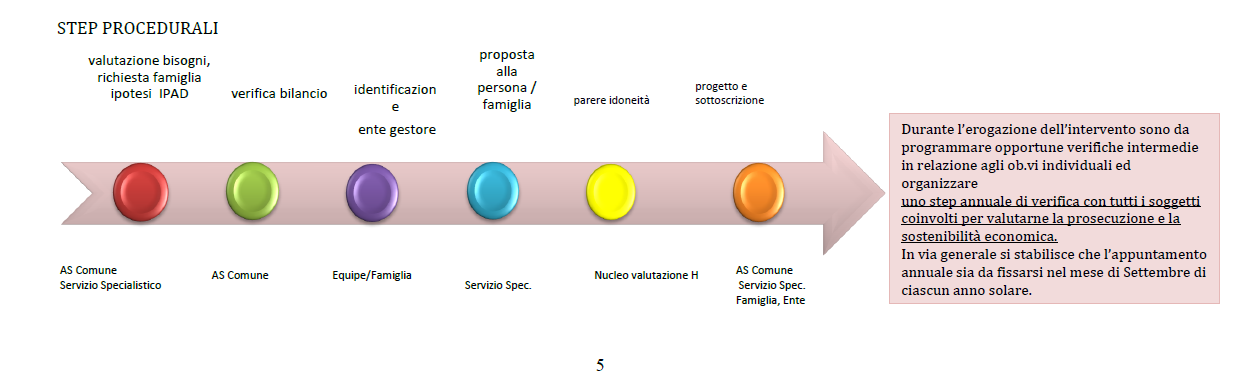 STEP PROCEDURALI
valutazione bisogni,
richiesta famiglia
ipotesi IPAD
verifica bilancio
identificazion
e
ente gestore
proposta
alla
persona /
famiglia
parere idoneità
progetto e
sottoscrizione
AS Comune
Servizio Specialistico
AS Comune
Equipe/Famiglia
Servizio Spec.
Nucleo valutazione H
AS Comune
Servizio Spec.
Famiglia, Ente
Durante l'erogazione dell'intervento sono da
programmare opportune verifiche intermedie
in relazione agli ob.vi individuali ed
organizzare
uno step annuale di verifica con tutti i soggetti
coinvolti per valutarne la prosecuzione e la
sostenibilità economica.
In via generale si stabilisce che l'appuntamento
annuale sia da fissarsi nel mese di Settembre di
ciascun anno solare.
5